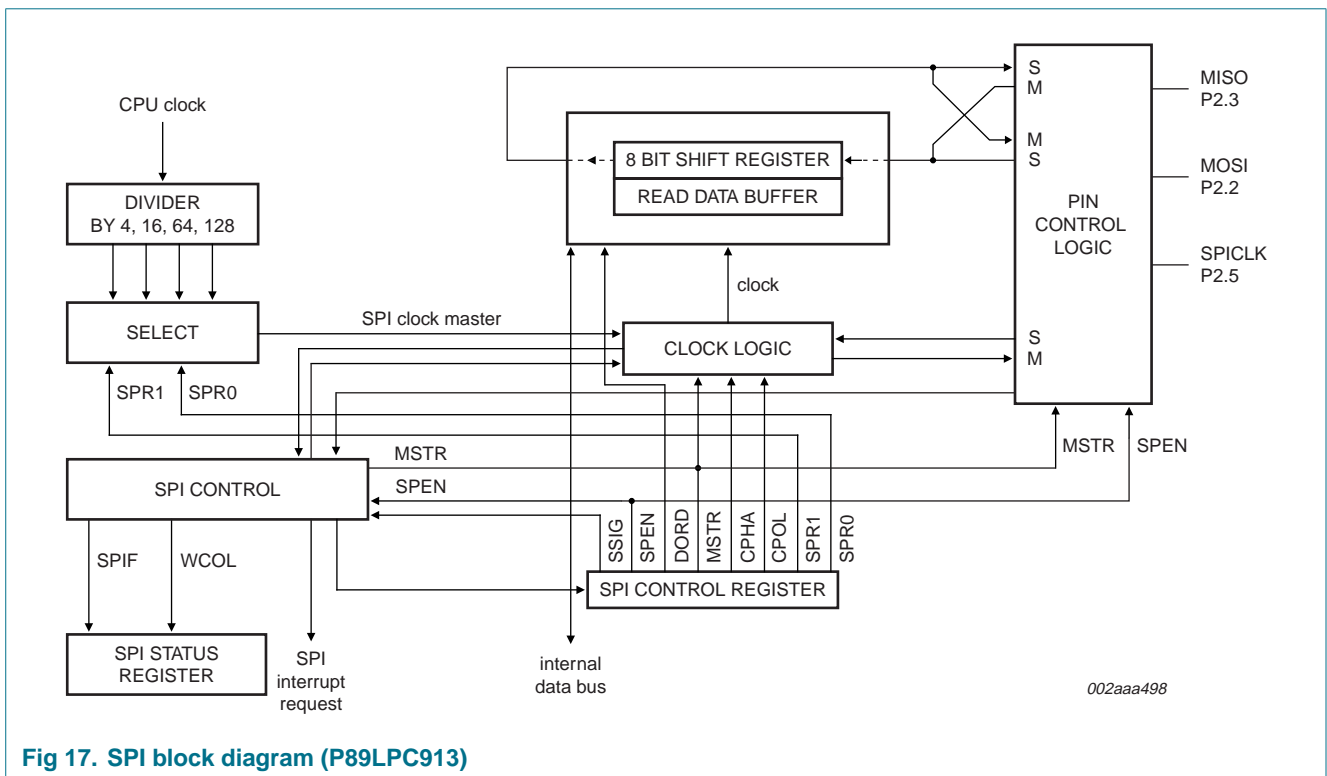 CPU clock
DIVIDER
BY 4, 16, 64, 128
SELECT
SPR1
SPR0
SPI clock master
8 BIT SHIFT REGISTER
READ DATA BUFFER
clock
CLOCK LOGIC
S
M
M
S
PIN
CONTROL
LOGIC
S
M
MISO
P2.3
MOSI
P2.2
SPICLK
P2.5
MSTR
SPEN
SPI CONTROL
MSTR
SPEN
SPIF
WCOL
SPI STATUS
REGISTER
SPI
interrupt
request
SSIG
SPEN
DORD
MSTR
CPHA
CPOL
SPR1
SPR0
SPI CONTROL REGISTER
internal
data bus
002aaa498
Fig 17. SPI block diagram (P89LPC913)